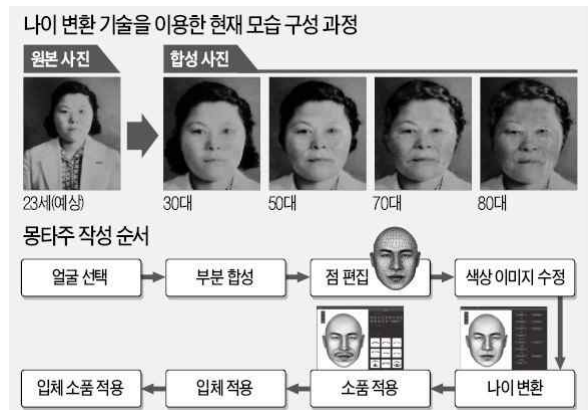 나이 변환 기술을 이용한 현재 모습 구성 과정
원본 사진
합성 사진
23세(예상)
30대
50대
70대
80대
몽타주 작성 순서
얼굴 선택
부분 합성
점 편집
색상 이미지 수정
나이 변환
소품 적용
입체 적용
입체 소품 적용